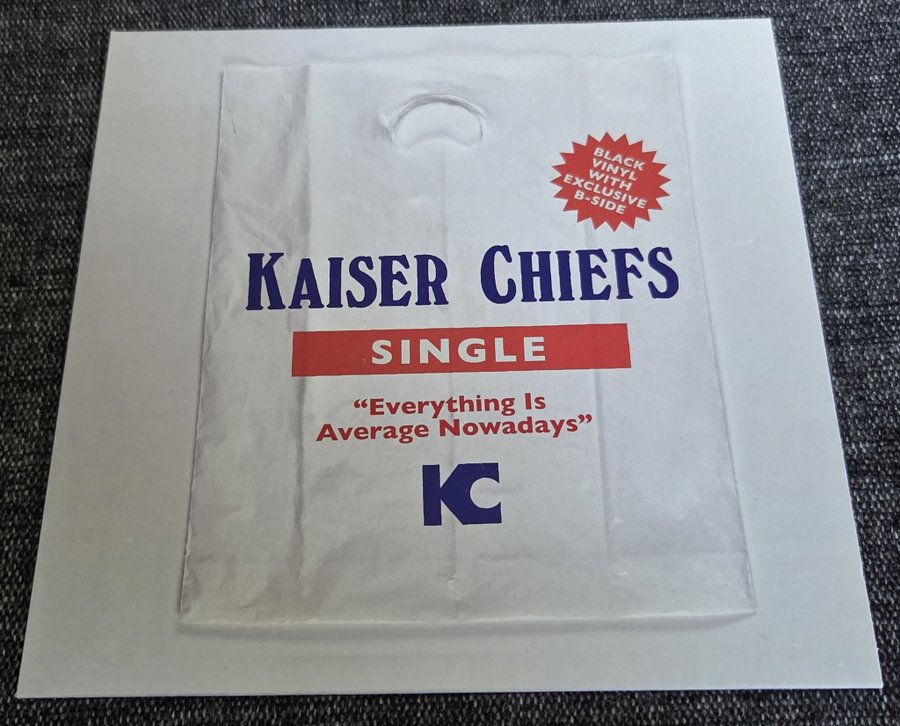 BLACK
VINYL
WITH
EXCLUSIVE
B-SIDE
KAISER CHIEFS
SINGLE
“Everything Is
Average Nowadays”
KC